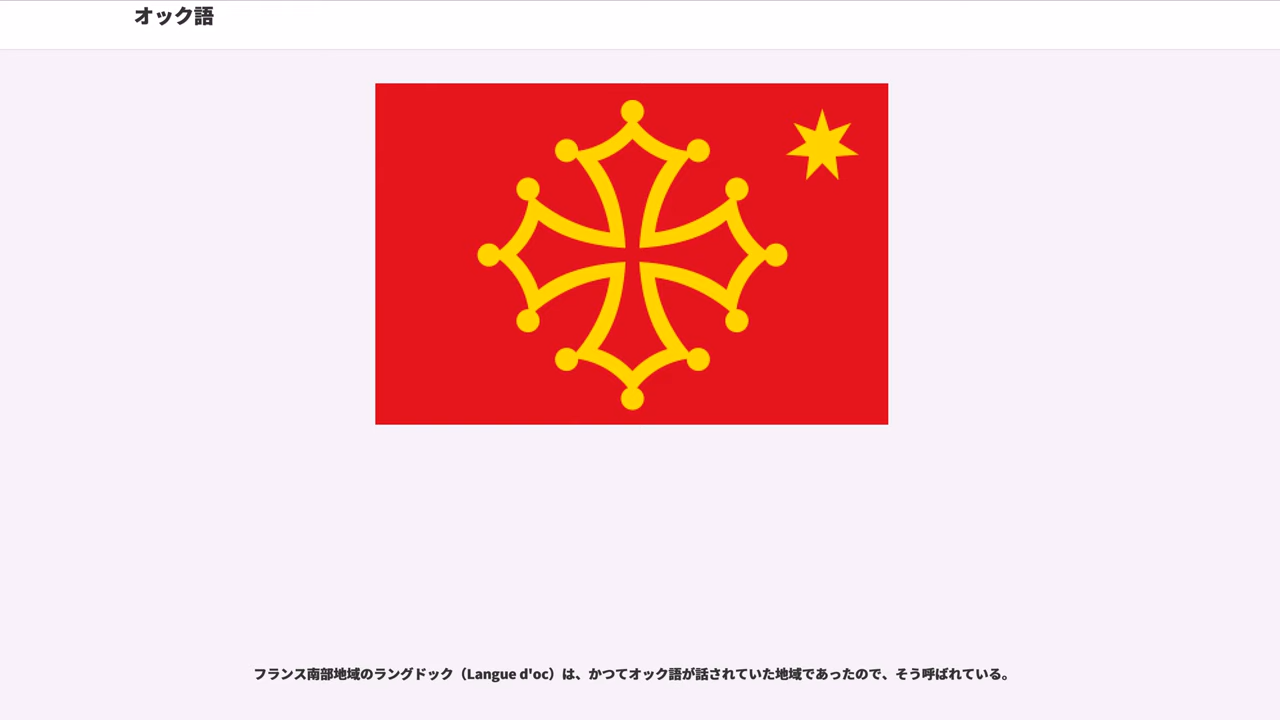 オック語
フランス南部地域のラングドック（Langue d'oc）は、かつてオック語が話されていた地域であったので、そう呼ばれている。